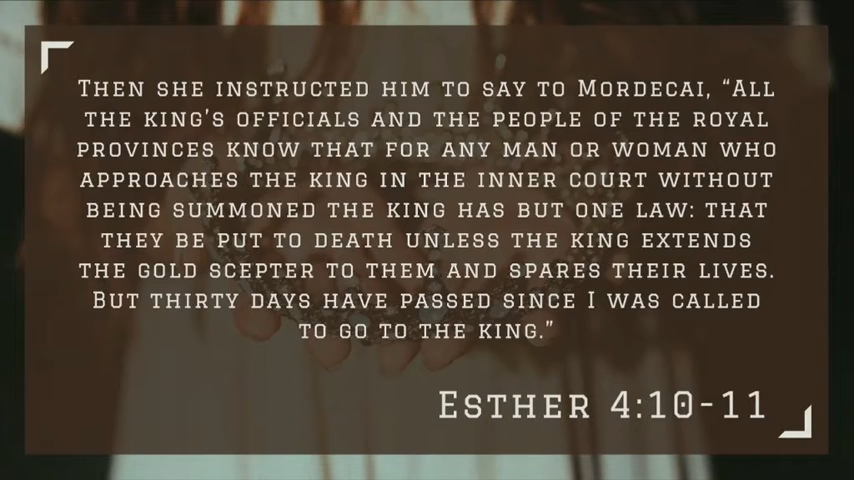 Then she instructed him to say to Mordecai, “All
the king’s officials and the people of the royal
provinces know that for any man or woman who
approaches the king in the inner court without
being summoned the king has but one law: that
they be put to death unless the king extends
the gold scepter to them and spares their lives.
But thirty days have passed since I was called
to go to the king.”
Esther 4:10-11